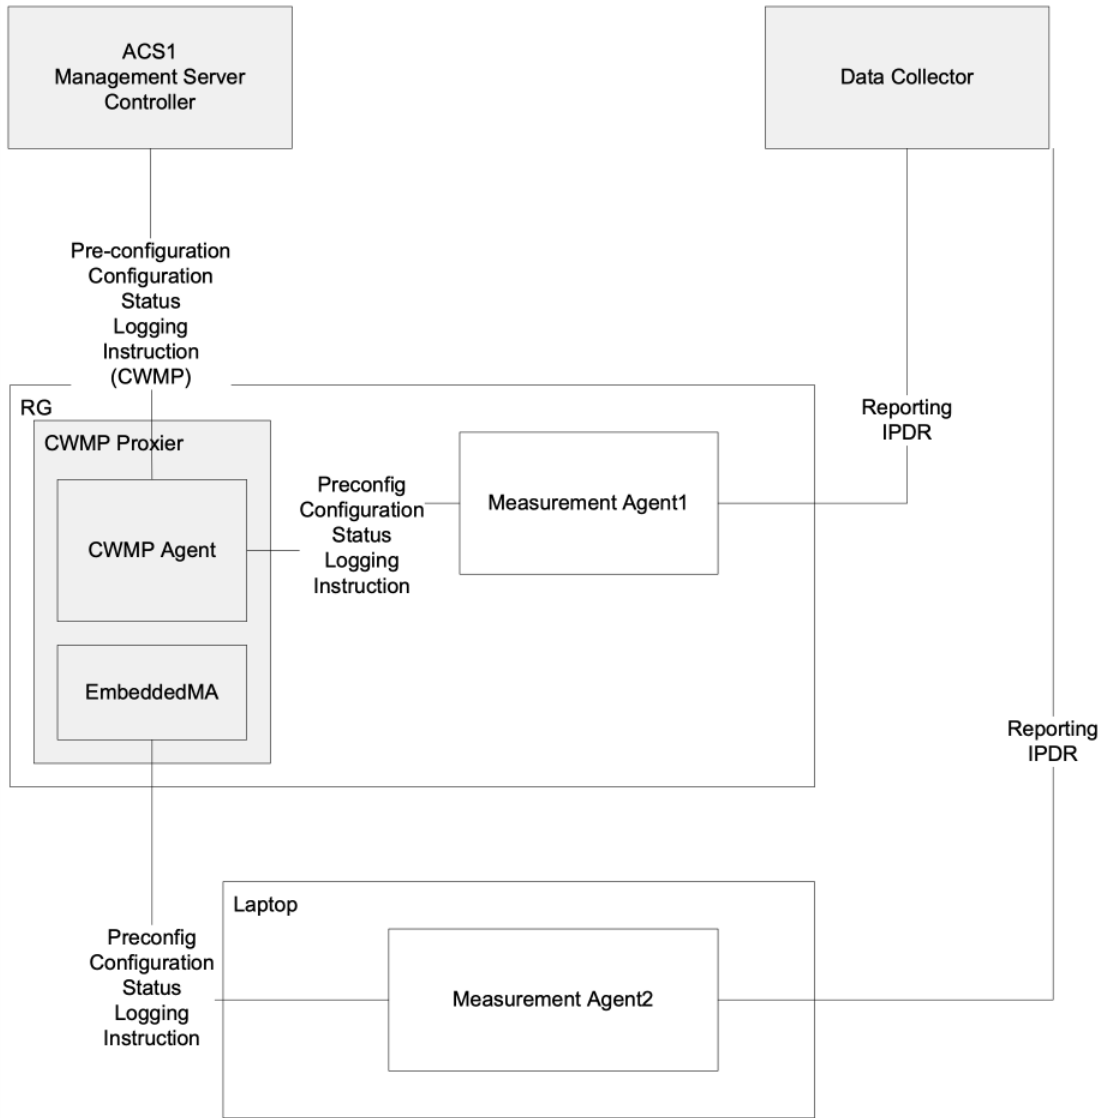 ACS1
Management Server
Controller
Data Collector
Pre-configuration
Configuration
Status
Logging
Instruction
(CWMP)
RG
CWMP Proxier
CWMP Agent
EmbeddedMA
Preconfig
Configuration
Status
Logging
Instruction
Measurement Agent1
Reporting
IPDR
Reporting
IPDR
Laptop
Preconfig
Configuration
Status
Logging
Instruction
Measurement Agent2